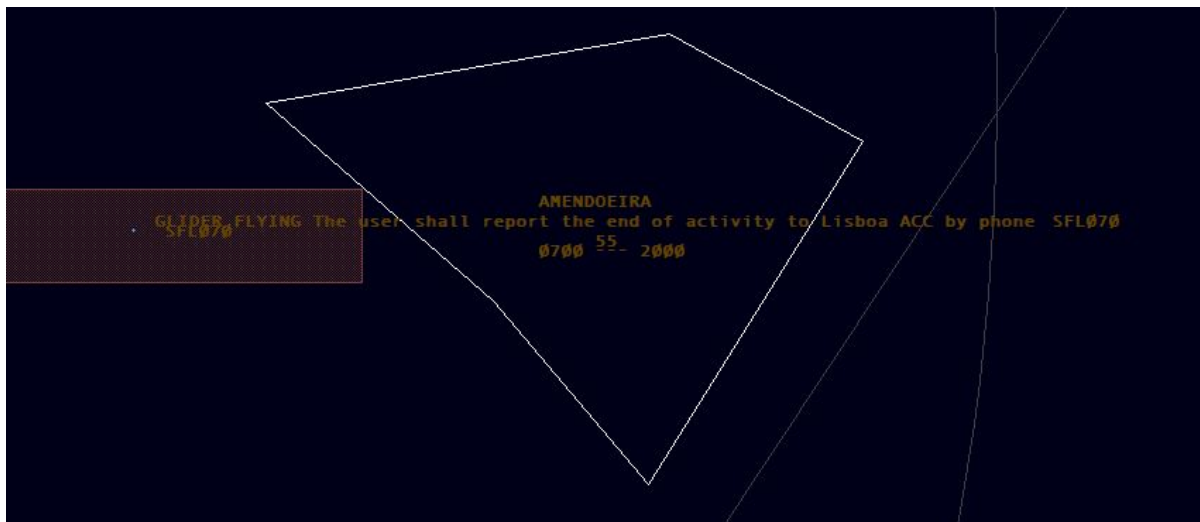 AMENDOEIRA
GLIDER FLYING The user shall report the end of activity to Lisboa ACC by phone SFLØ7Ø
SFLØ7Ø
55
Ø7ØØ --- 2ØØØ